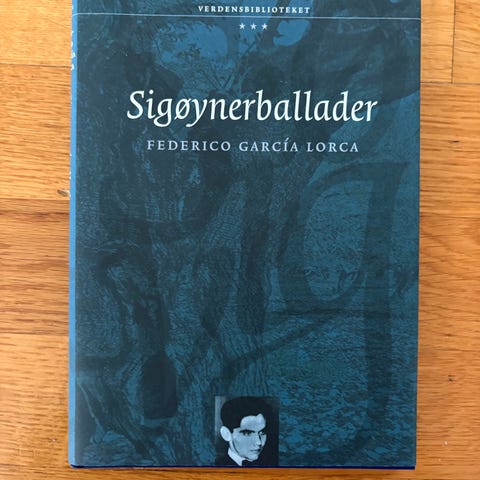 VERDENSBIBLIOTEKET
***
Sigøynerballader
FEDERICO GARCÍA LORCA